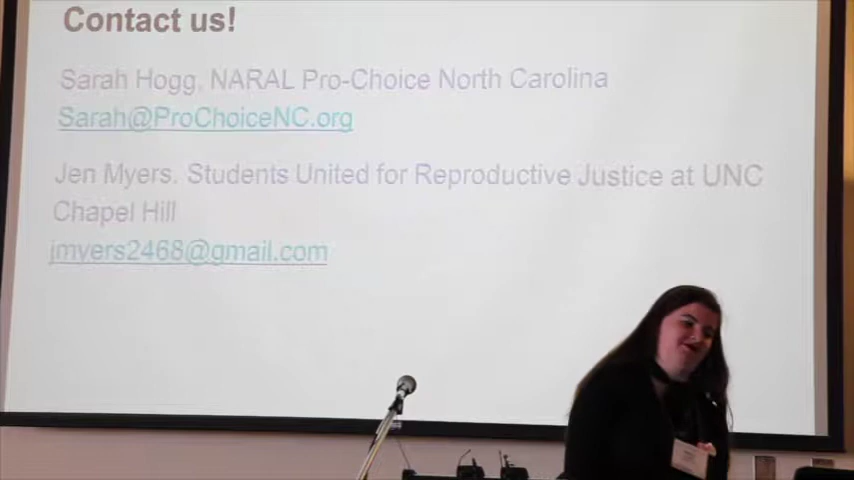 Contact us!
Sarah Hogg, NARAL Pro-Choice North Carolina
Sarah@ProChoiceNC.org
Jen Myers, Students United for Reproductive Justice at UNC
Chapel Hill
jmyers2468@gmail.com